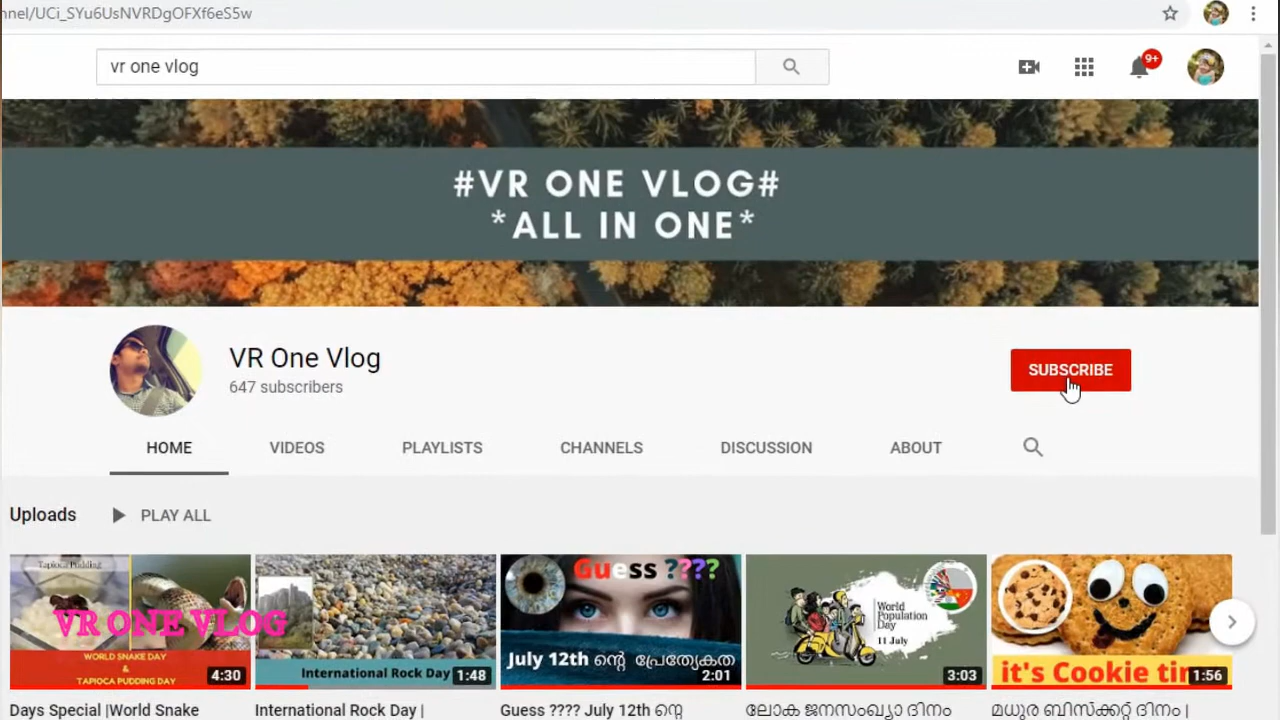 nnel/UCi_SYu6UsNVRDgOFXf6eS5w
vr one vlog
9+
#VR ONE VLOG#
*ALL IN ONE*
VR One Vlog
647 subscribers
SUBSCRIBE
HOME
VIDEOS
PLAYLISTS
CHANNELS
DISCUSSION
ABOUT
Uploads
PLAY ALL
Tapioca Pudding
VR ONE VLOG
WORLD SNAKE DAY
&
TAPIOCA PUDDING DAY
4:30
Days Special |World Snake
International Rock Day
1:48
International Rock Day |
Guess ????
July 12th ന്റെ പ്രത്യേകത
2:01
Guess ???? July 12th ന്റെ
World
Population
Day
11 July
3:03
ലോക ജനസംഖ്യാ ദിനം
it's Cookie tim
1:56
മധുര ബിസ്ക്കറ്റ് ദിനം |